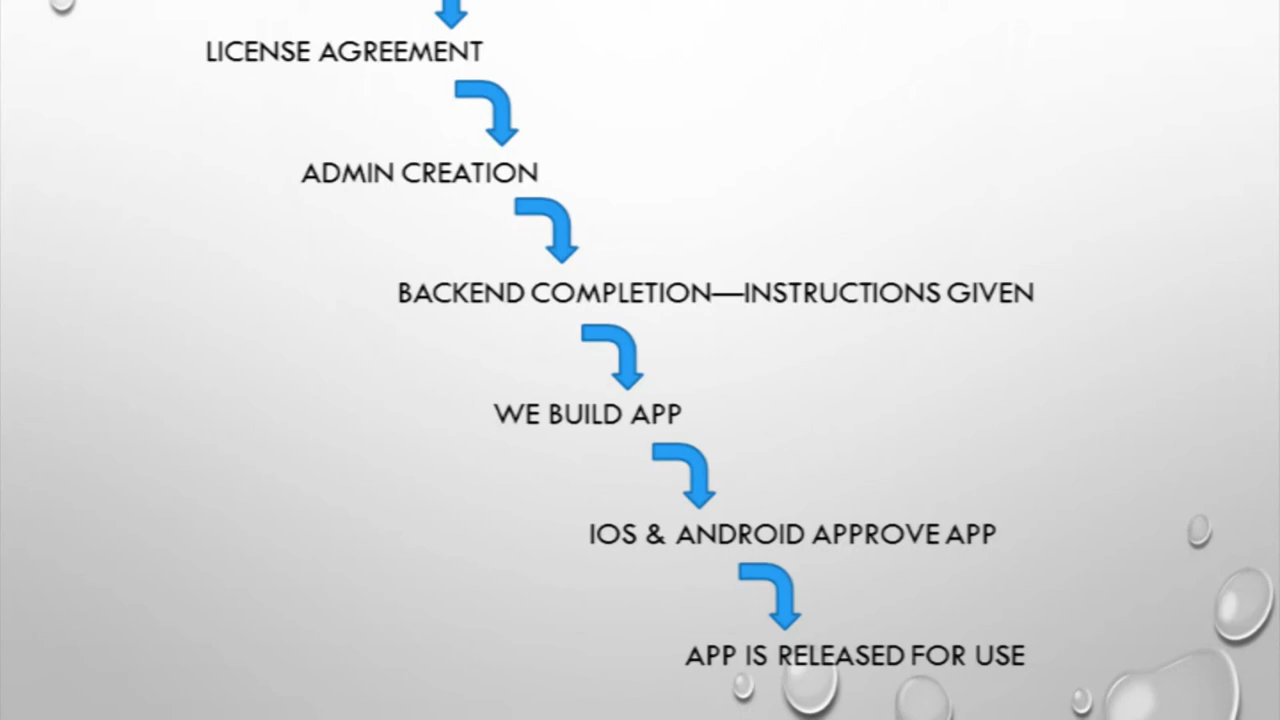 LICENSE AGREEMENT
ADMIN CREATION
BACKEND COMPLETION—INSTRUCTIONS GIVEN
WE BUILD APP
IOS & ANDROID APPROVE APP
APP IS RELEASED FOR USE